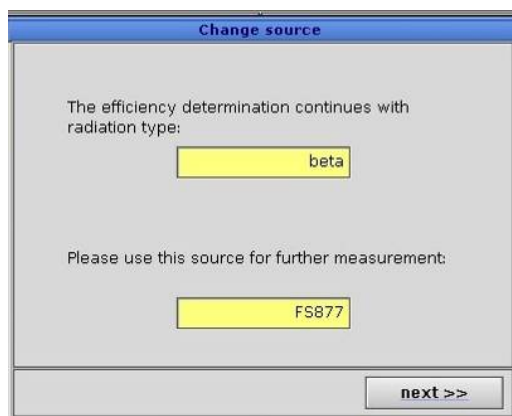 Change source
The efficiency determination continues with
radiation type:
beta
Please use this source for further measurement:
FS877
next >>